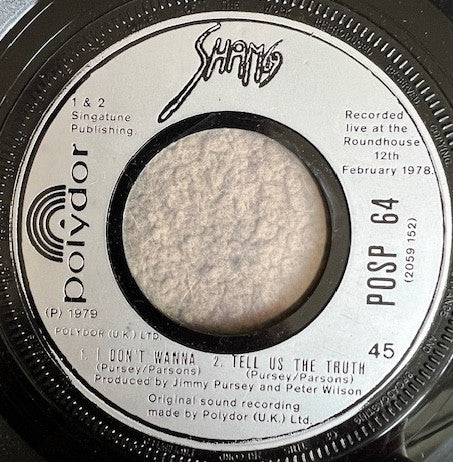 SHAM69
1 & 2
Singatune
Publishing.
Recorded
live at the
Roundhouse
12th
February 1978.
polydor
POSP 64
(2059 152)
(P) 1979
POLYDOR (U.K.) LTD.
45
1. I DON'T WANNA 2. TELL US THE TRUTH
(Pursey/Parsons) (Pursey/Parsons)
Produced by Jimmy Pursey and Peter Wilson
Original sound recording
made by Polydor (U.K.) Ltd.